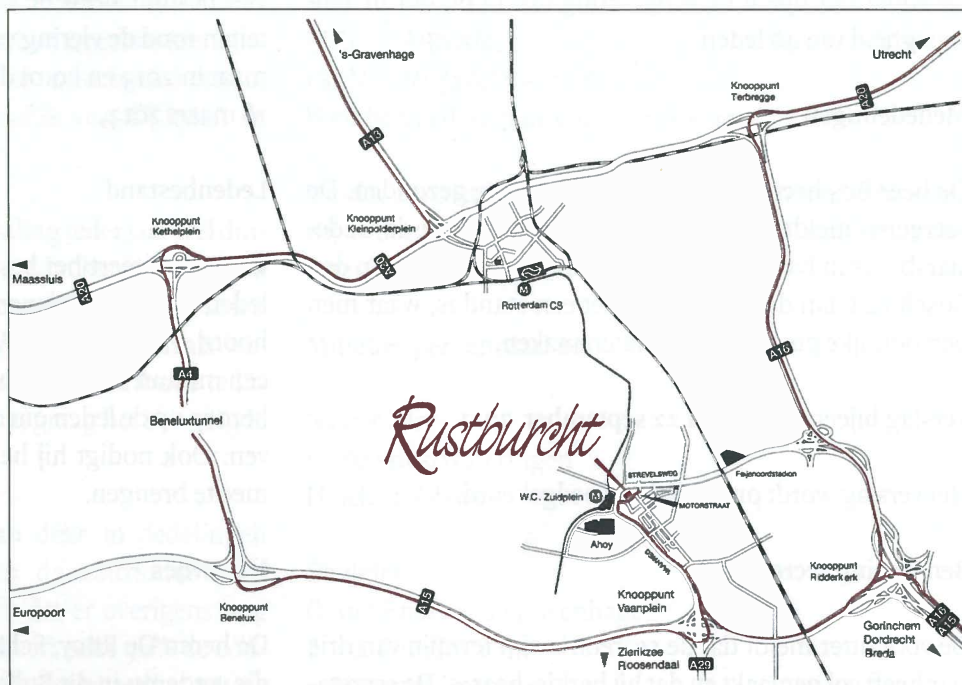 's-Gravenhage
Utrecht
Knooppunt
Terbregge
A20
A13
Knooppunt
Kethelplein
Knooppunt
Kleinpolderplein
Maassluis
A20
A20
M
Rotterdam CS
A4
A16
Beneluxtunnel
Rustburcht
STREVELSWEG
Feijenoordstadion
W.C. Zuidplein
M
MOTORSTRAAT
Ahoy
VAANWEG
Knooppunt
Ridderkerk
Europoort
Knooppunt
Benelux
A15
Knooppunt
Vaanplein
A16
A15
Gorinchem
Dordrecht
Breda
Zierikzee
Roosendaal
A29